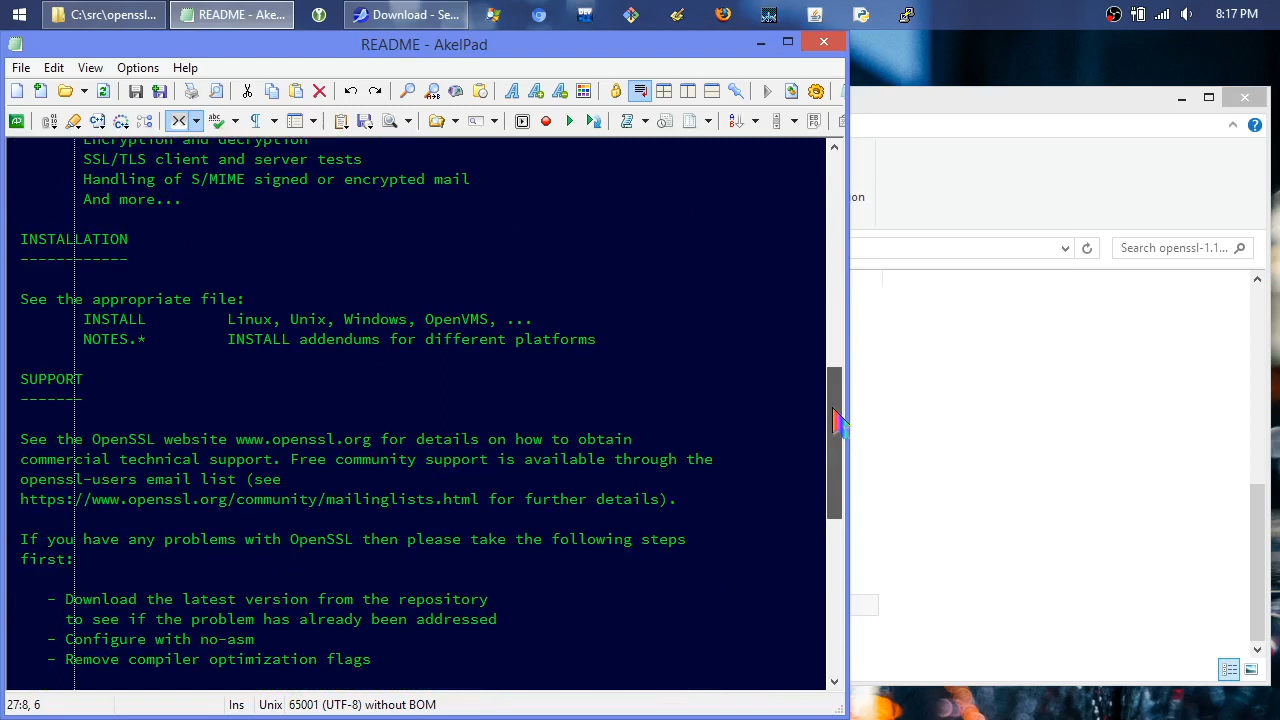 C:\src\openssl...
README - Ake...
Download - Se...
8:17 PM
README - AkelPad
File Edit View Options Help
Encryption and decryption
SSL/TLS client and server tests
Handling of S/MIME signed or encrypted mail
And more...
INSTALLATION
------------
See the appropriate file:
INSTALL Linux, Unix, Windows, OpenVMS, ...
NOTES.* INSTALL addendums for different platforms
SUPPORT
-------
See the OpenSSL website www.openssl.org for details on how to obtain
commercial technical support. Free community support is available through the
openssl-users email list (see
https://www.openssl.org/community/mailinglists.html for further details).
If you have any problems with OpenSSL then please take the following steps
first:
- Download the latest version from the repository
to see if the problem has already been addressed
- Configure with no-asm
- Remove compiler optimization flags
27:8, 6
Ins
Unix
65001 (UTF-8) without BOM
ion
Search openssl-1.1...